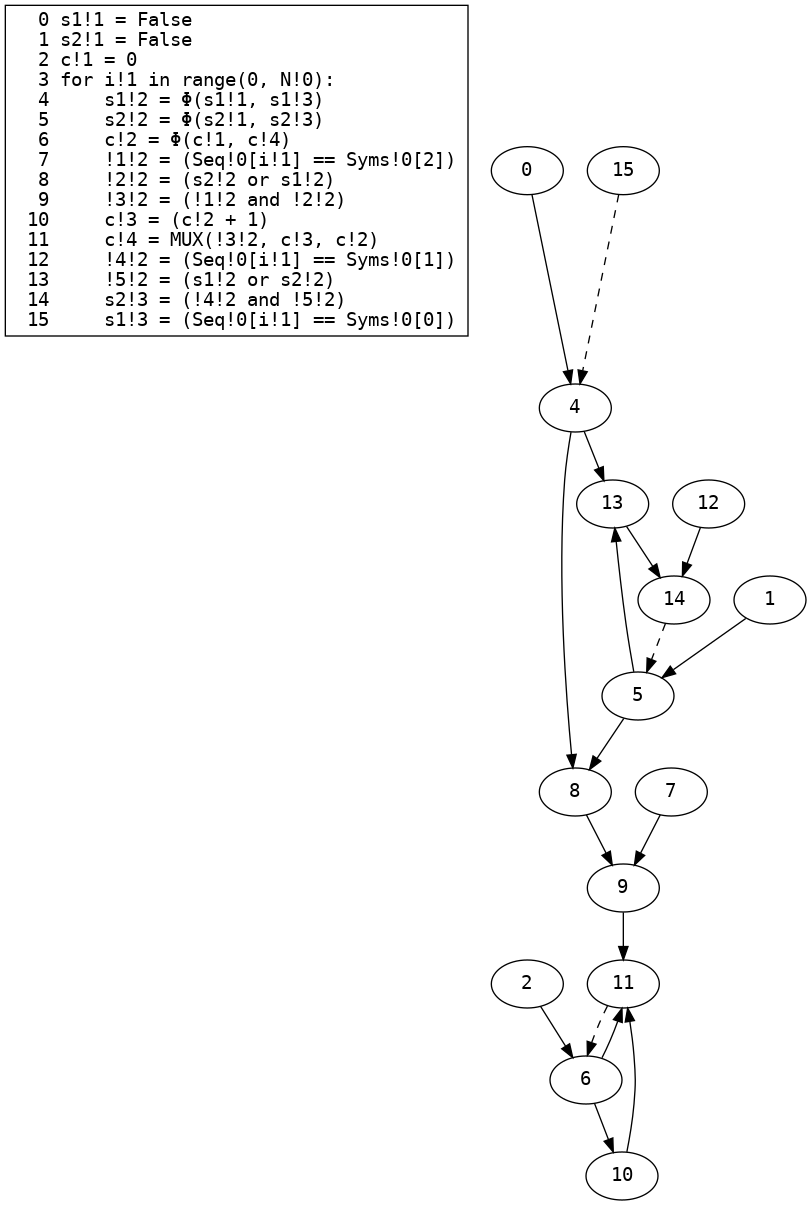 0 s1!1 = False
1 s2!1 = False
2 c!1 = 0
3 for i!1 in range(0, N!0):
4     s1!2 = Φ(s1!1, s1!3)
5     s2!2 = Φ(s2!1, s2!3)
6     c!2 = Φ(c!1, c!4)
7     !1!2 = (Seq!0[i!1] == Syms!0[2])
8     !2!2 = (s2!2 or s1!2)
9     !3!2 = (!1!2 and !2!2)
10     c!3 = (c!2 + 1)
11     c!4 = MUX(!3!2, c!3, c!2)
12     !4!2 = (Seq!0[i!1] == Syms!0[1])
13     !5!2 = (s1!2 or s2!2)
14     s2!3 = (!4!2 and !5!2)
15     s1!3 = (Seq!0[i!1] == Syms!0[0])
0
15
4
13
12
14
1
5
8
7
9
2
11
6
10